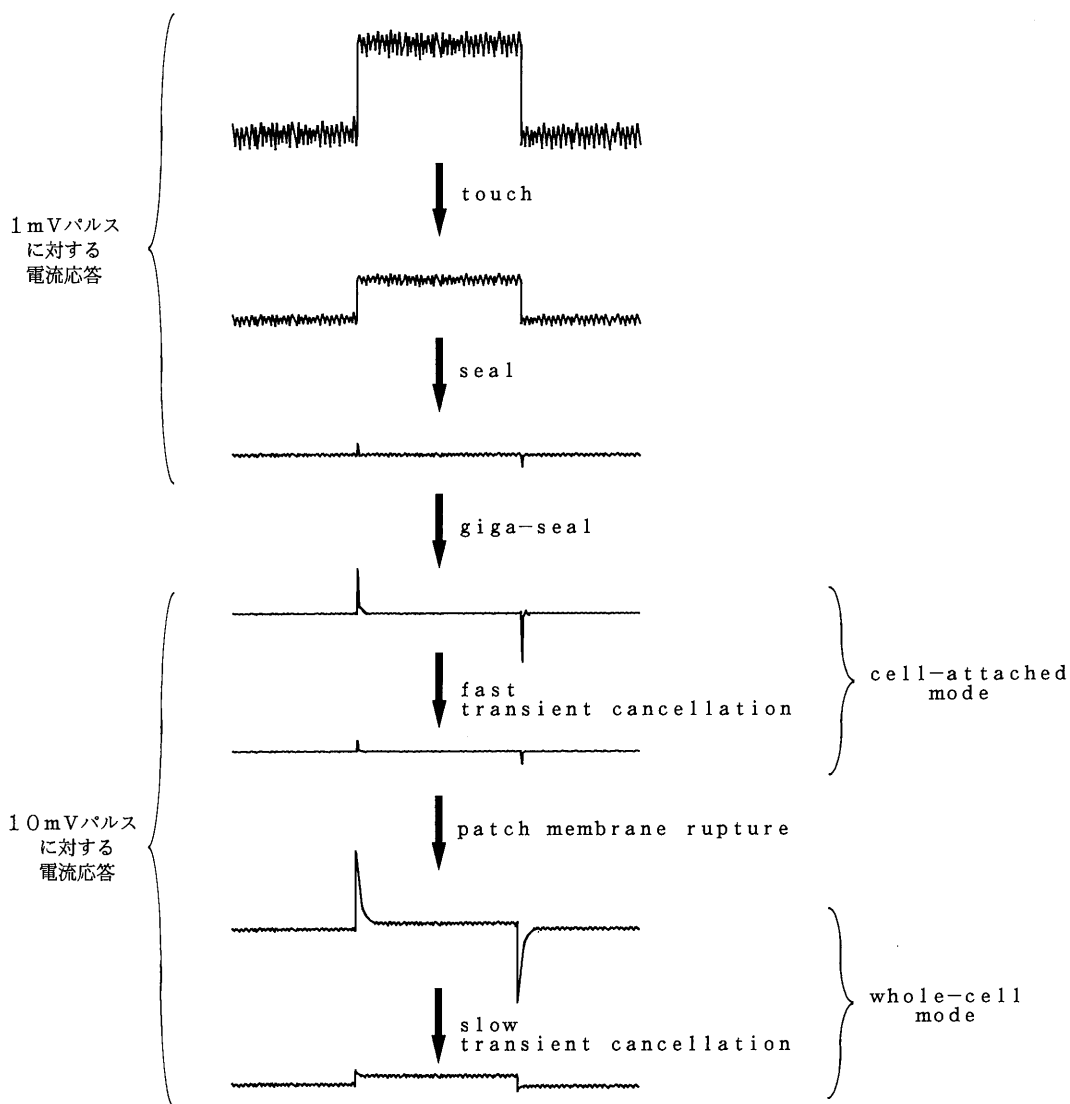 touch
1mVパルス
に対する
電流応答
seal
giga-seal
fast
transient cancellation
cell-attached
mode
patch membrane rupture
10mVパルス
に対する
電流応答
slow
transient cancellation
whole-cell
mode